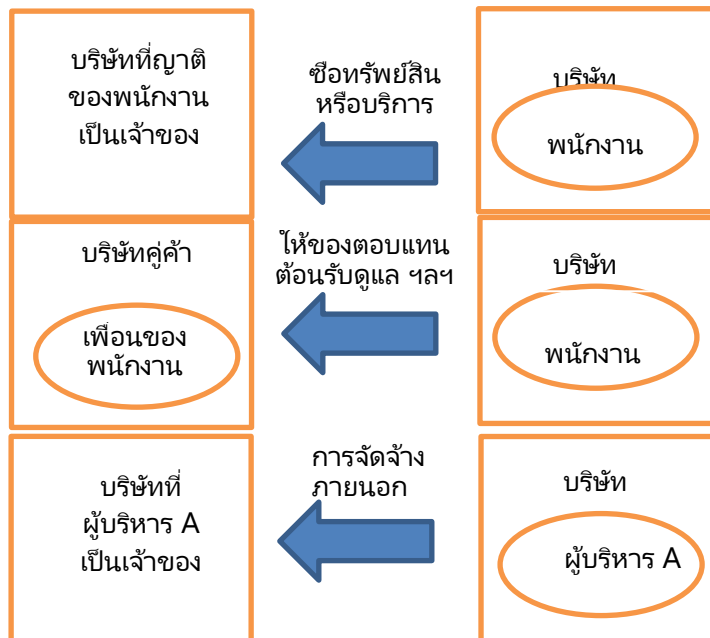 บริษัทที่ญาติ
ของพนักงาน
เป็นเจ้าของ
ซื้อทรัพย์สิน
หรือบริการ
บริษัท
พนักงาน
บริษัทคู่ค้า
เพื่อนของ
พนักงาน
ให้ของตอบแทน
ต้อนรับดูแล ฯลฯ
บริษัท
พนักงาน
บริษัทที่
ผู้บริหาร A
เป็นเจ้าของ
การจัดจ้าง
ภายนอก
บริษัท
ผู้บริหาร A